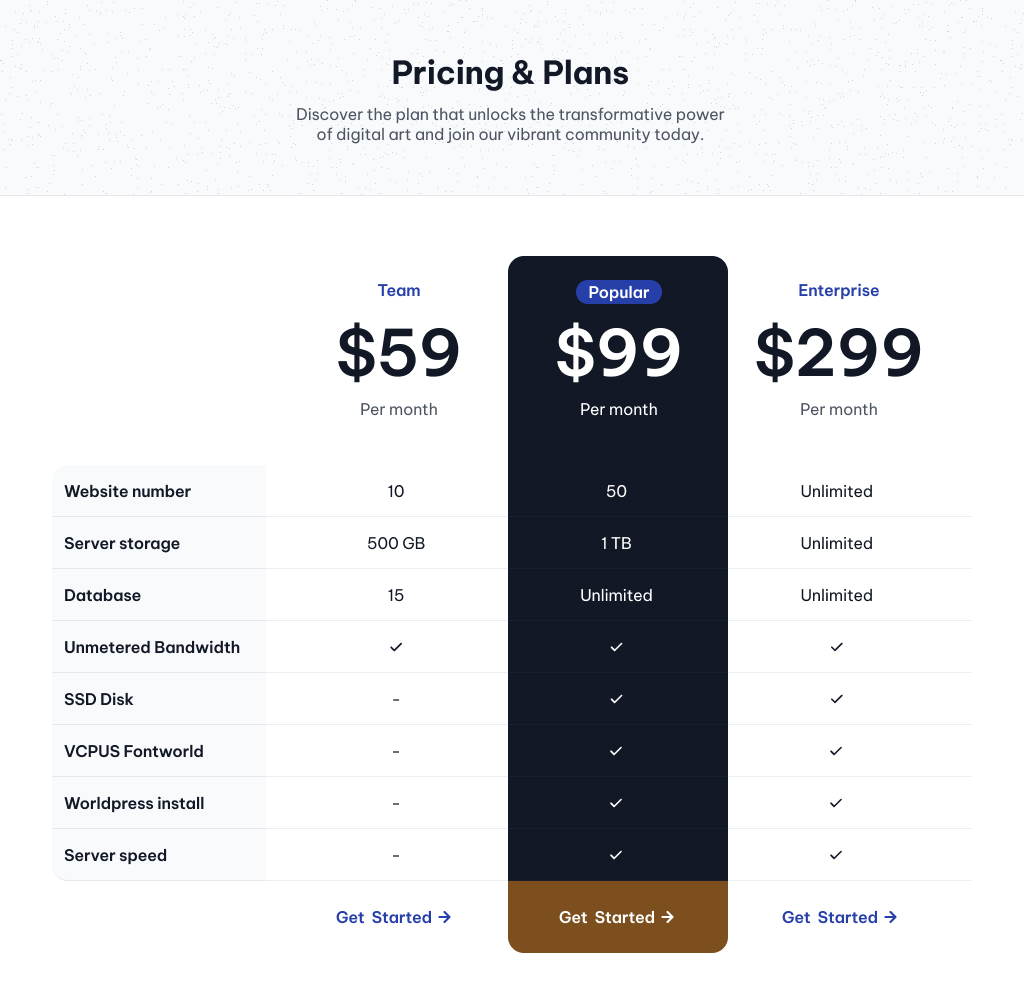 Pricing & Plans
Discover the plan that unlocks the transformative power
of digital art and join our vibrant community today.
Team Popular Enterprise
$59 $99 $299
Per month Per month Per month
Website number 10 50 Unlimited
Server storage 500 GB 1 TB Unlimited
Database 15 Unlimited Unlimited
Unmetered Bandwidth ✓ ✓ ✓
SSD Disk - ✓ ✓
VCPUS Fontworld - ✓ ✓
Worldpress install - ✓ ✓
Server speed - ✓ ✓
Get Started → Get Started → Get Started →